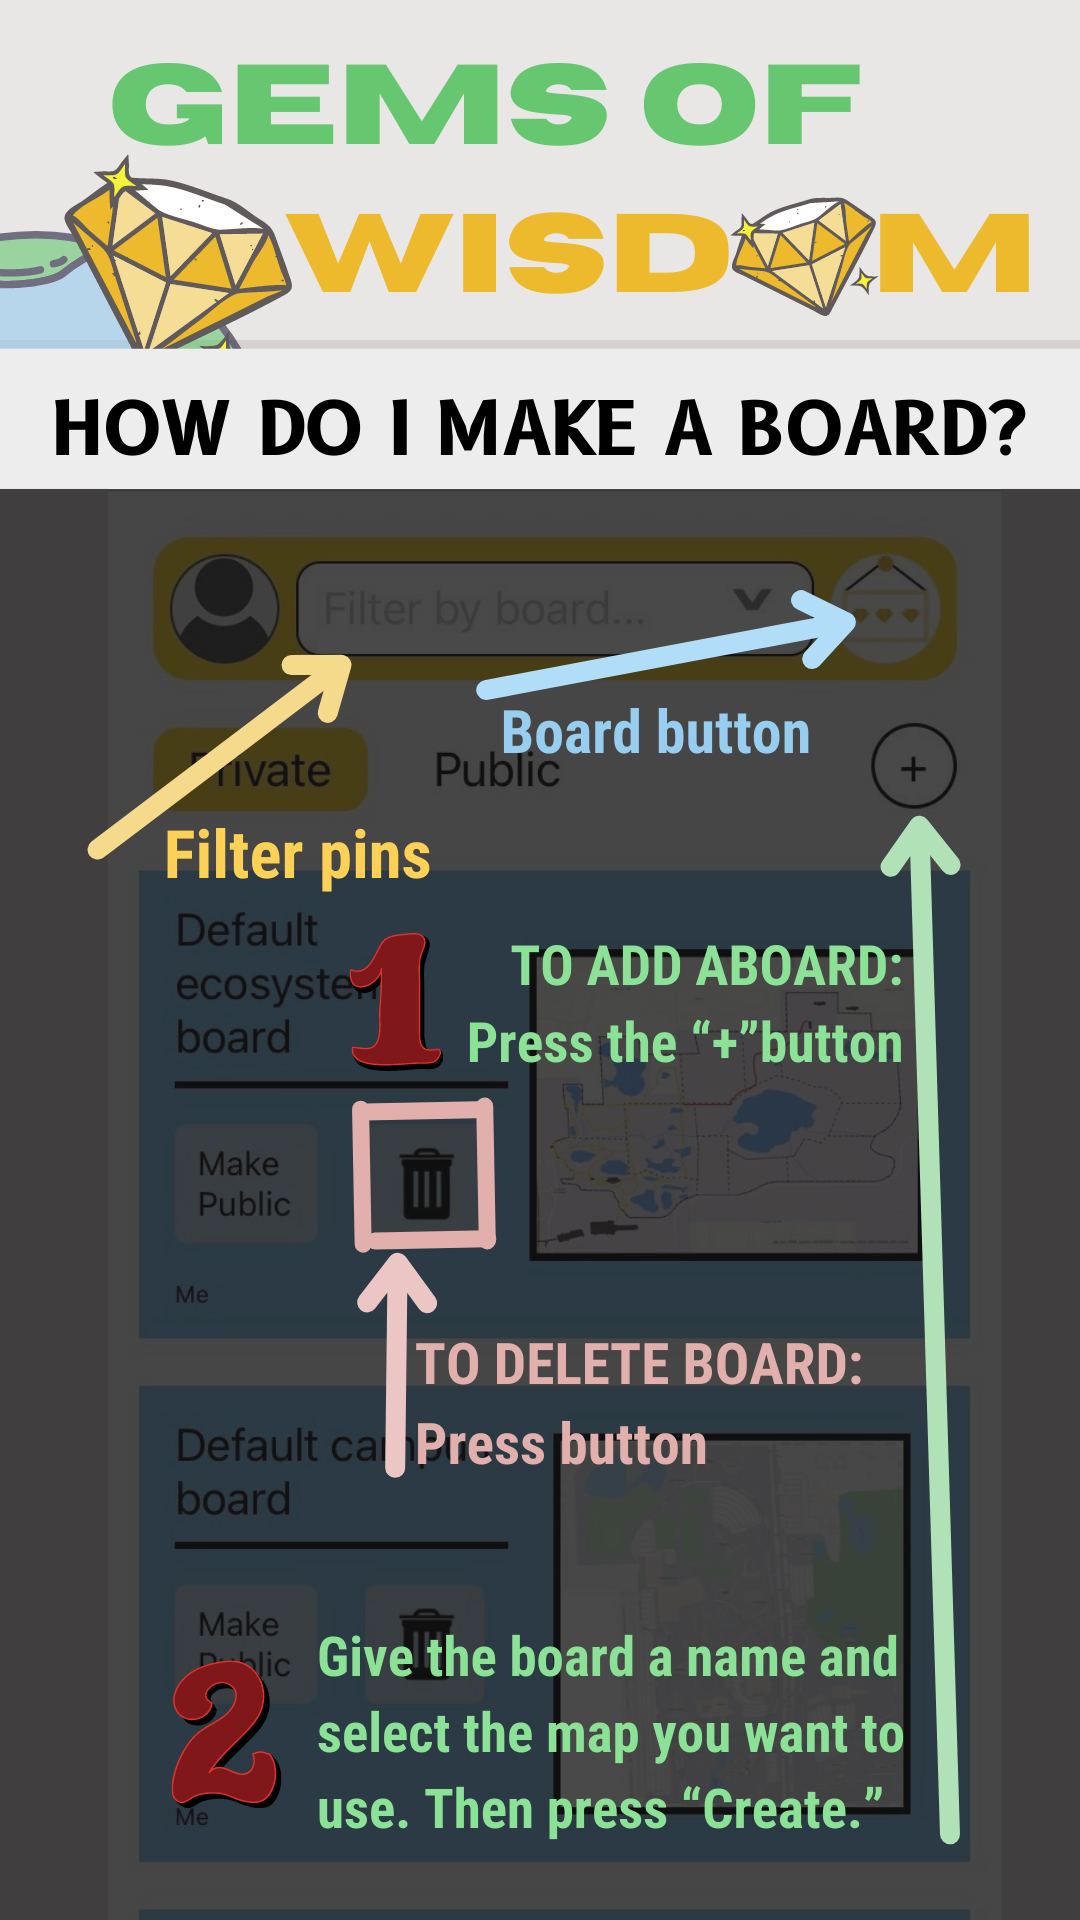 GEMS OF
WISDOM
HOW DO I MAKE A BOARD?
Filter by board...
Board button
Private
Public
+
Filter pins
Default
ecosystem
board
1
TO ADD ABOARD:
Press the “+”button
Make
Public
Me
TO DELETE BOARD:
Press button
Default campus
board
Make
Public
2
Give the board a name and
select the map you want to
use. Then press “Create.”
Me